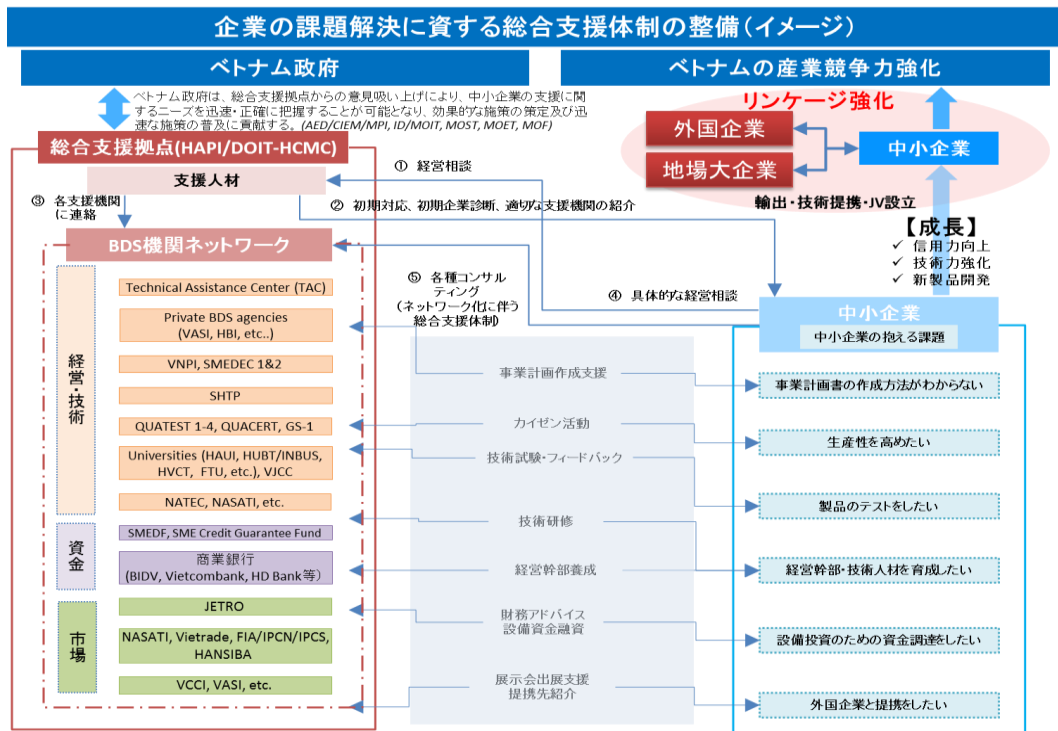 企業の課題解決に資する総合支援体制の整備（イメージ）
ベトナム政府
ベトナムの産業競争力強化
ベトナム政府は、総合支援拠点からの意見吸い上げにより、中小企業の支援に関
するニーズを迅速・正確に把握することが可能となり、効果的な施策の策定及び迅
速な施策の普及に貢献する。(AED/CIEM/MPI, ID/MOIT, MOST, MOET, MOF)
リンケージ強化
外国企業
地場大企業
中小企業
輸出・技術提携・JV設立
【成長】
✓ 信用力向上
✓ 技術力強化
✓ 新製品開発
総合支援拠点(HAPI/DOIT-HCMC)
支援人材
① 経営相談
② 初期対応、初期企業診断、適切な支援機関の紹介
③ 各支援機関
に連絡
BDS機関ネットワーク
⑤ 各種コンサル
ティング
(ネットワーク化に伴う
総合支援体制)
④ 具体的な経営相談
経営・技術
Technical Assistance Center (TAC)
Private BDS agencies
(VASI, HBI, etc..)
VNPI, SMEDEC 1&2
SHTP
QUATEST 1-4, QUACERT, GS-1
Universities (HAUI, HUBT/INBUS,
HVCT, FTU, etc.), VJCC
NATEC, NASATI, etc.
資金
SMEDF, SME Credit Guarantee Fund
商業銀行
(BIDV, Vietcombank, HD Bank等)
市場
JETRO
NASATI, Vietrade, FIA/IPCN/IPCS,
HANSIBA
VCCI, VASI, etc.
事業計画作成支援
カイゼン活動
技術試験・フィードバック
技術研修
経営幹部養成
財務アドバイス
設備資金融資
展示会出展支援
提携先紹介
中小企業
中小企業の抱える課題
事業計画書の作成方法がわからない
生産性を高めたい
製品のテストをしたい
経営幹部・技術人材を育成したい
設備投資のための資金調達をしたい
外国企業と提携をしたい